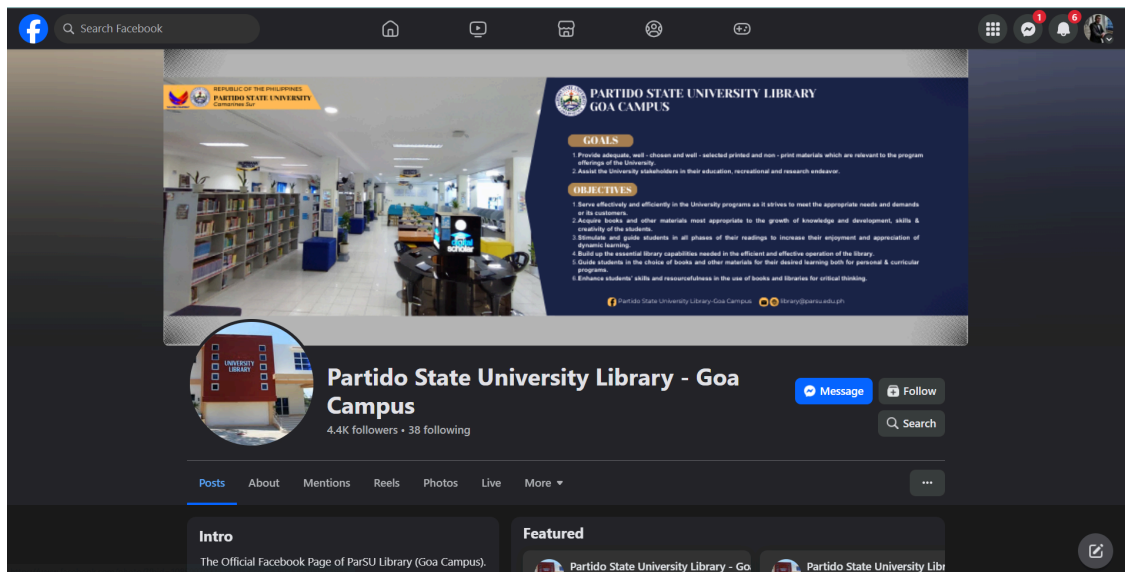 Search Facebook
1
6
REPUBLIC OF THE PHILIPPINES
PARTIDO STATE UNIVERSITY
Camarines Sur
PARTIDO STATE UNIVERSITY LIBRARY
GOA CAMPUS
GOALS
1. Provide adequate, well - chosen and well - selected printed and non - print materials which are relevant to the program
offerings of the University.
2. Assist the University stakeholders in their education, recreational and research endeavor.
OBJECTIVES
1. Serve effectively and efficiently in the University programs as it strives to meet the appropriate needs and demands
or its customers.
2. Acquire books and other materials most appropriate to the growth of knowledge and development, skills &
creativity of the students.
3. Stimulate and guide students in all phases of their readings to increase their enjoyment and appreciation of
dynamic learning.
4. Build up the essential library capabilities needed in the efficient and effective operation of the library.
5. Guide students in the choice of books and other materials for their desired learning both for personal & curricular
programs.
6. Enhance students' skills and resourcefulness in the use of books and libraries for critical thinking.
Partido State University Library-Goa Campus
library@parsu.edu.ph
digital
scholar
UNIVERSITY
LIBRARY
Partido State University Library - Goa
Campus
4.4K followers • 38 following
Message
Follow
Search
Posts
About
Mentions
Reels
Photos
Live
More
Intro
The Official Facebook Page of ParSU Library (Goa Campus).
Featured
Partido State University Library - Go
Partido State University Libr